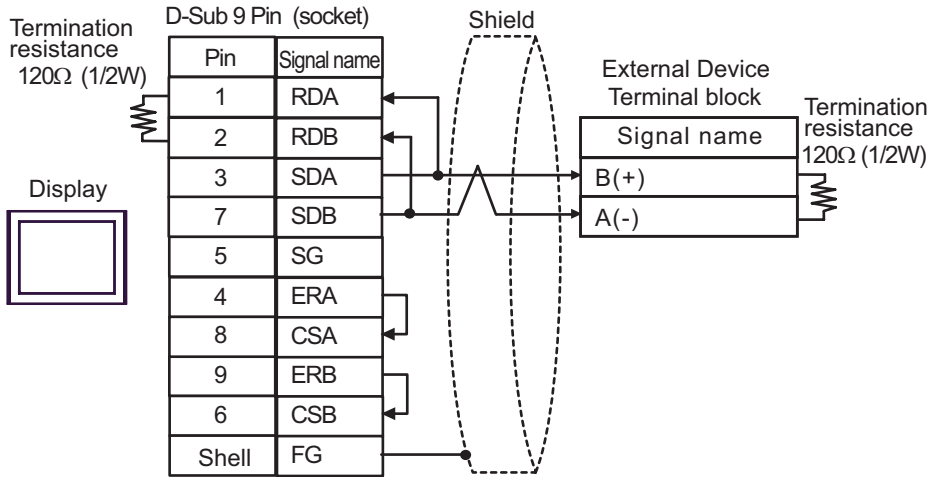 D-Sub 9 Pin (socket)
Shield
Termination
resistance
120Ω (1/2W)
Pin Signal name
1 RDA
2 RDB
3 SDA
7 SDB
5 SG
4 ERA
8 CSA
9 ERB
6 CSB
Shell FG
Display
External Device
Terminal block
Signal name
B(+)
A(-)
Termination
resistance
120Ω (1/2W)